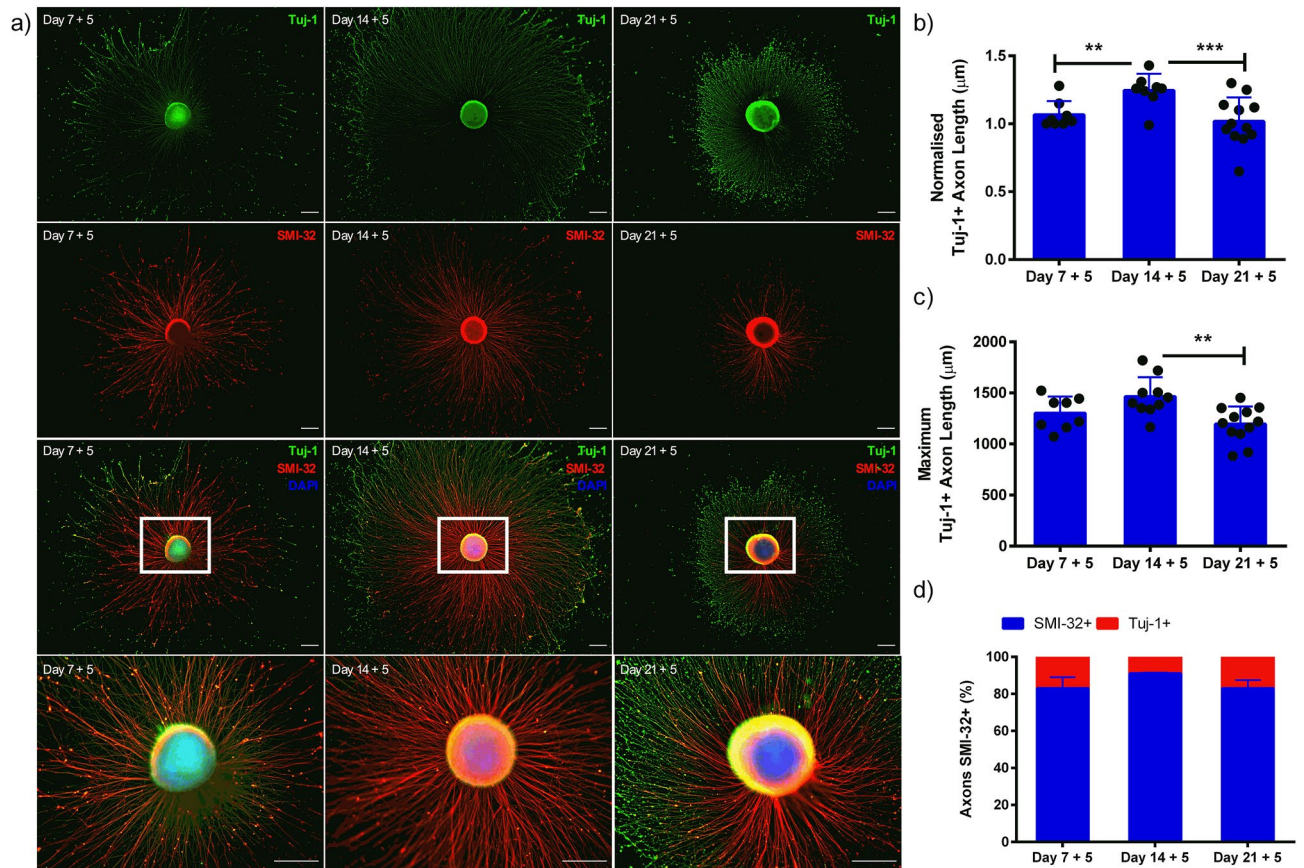 a)
Day 7 + 5
Tuj-1
Day 14 + 5
Tuj-1
Day 21 + 5
Tuj-1
Day 7 + 5
SMI-32
Day 14 + 5
SMI-32
Day 21 + 5
SMI-32
Day 7 + 5
Tuj-1
SMI-32
DAPI
Day 14 + 5
Tuj-1
SMI-32
DAPI
Day 21 + 5
Tuj-1
SMI-32
DAPI
Day 7 + 5
Day 14 + 5
Day 21 + 5
b)
Normalised
Tuj-1+ Axon Length (μm)
1.5
1.0
0.5
0.0
**
***
Day 7 + 5
Day 14 + 5
Day 21 + 5
c)
Maximum
Tuj-1+ Axon Length (μm)
2000
1500
1000
500
0
**
Day 7 + 5
Day 14 + 5
Day 21 + 5
d)
SMI-32+
Tuj-1+
Axons SMI-32+ (%)
100
80
60
40
20
0
Day 7 + 5
Day 14 + 5
Day 21 + 5